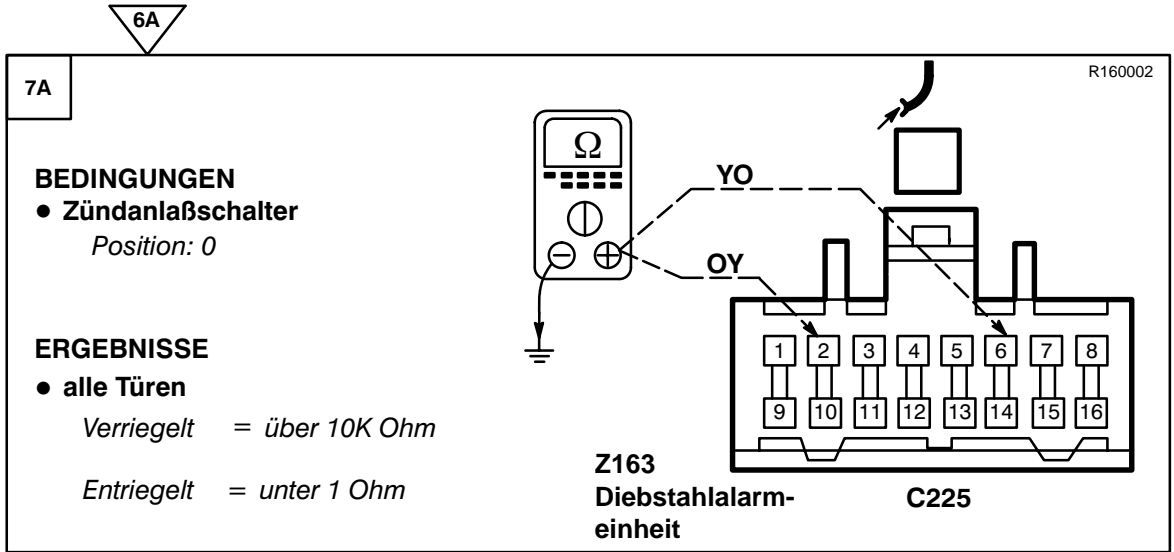 6A
7A
R160002
BEDINGUNGEN
● Zündanlaßschalter
Position: 0
ERGEBNISSE
● alle Türen
Verriegelt = über 10K Ohm
Entriegelt = unter 1 Ohm
Ω
YO
OY
− +
1 2 3 4 5 6 7 8
9 10 11 12 13 14 15 16
Z163
Diebstahlalarm-
einheit
C225